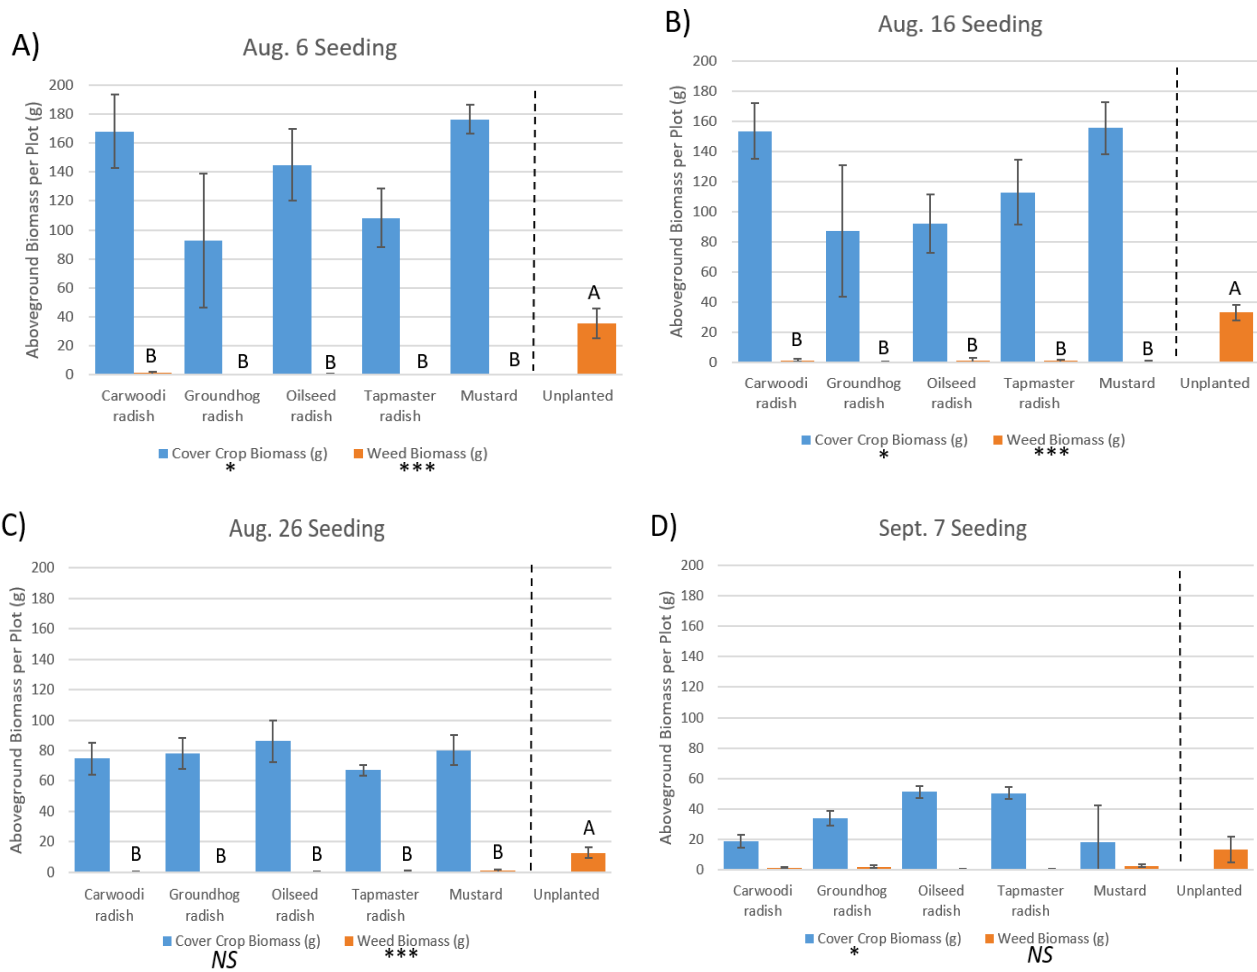 A)
Aug. 6 Seeding
Aboveground Biomass per Plot (g)
200
180
160
140
120
100
80
60
40
20
0
B
B
B
B
B
A
Carwoodi radish
Groundhog radish
Oilseed radish
Tapmaster radish
Mustard
Unplanted
Cover Crop Biomass (g)
Weed Biomass (g)
*
***
B)
Aug. 16 Seeding
Aboveground Biomass per Plot (g)
200
180
160
140
120
100
80
60
40
20
0
B
B
B
B
B
A
Carwoodi radish
Groundhog radish
Oilseed radish
Tapmaster radish
Mustard
Unplanted
Cover Crop Biomass (g)
Weed Biomass (g)
*
***
C)
Aug. 26 Seeding
Aboveground Biomass per Plot (g)
200
180
160
140
120
100
80
60
40
20
0
B
B
B
B
B
A
Carwoodi radish
Groundhog radish
Oilseed radish
Tapmaster radish
Mustard
Unplanted
Cover Crop Biomass (g)
Weed Biomass (g)
NS
***
D)
Sept. 7 Seeding
Aboveground Biomass per Plot (g)
200
180
160
140
120
100
80
60
40
20
0
Carwoodi radish
Groundhog radish
Oilseed radish
Tapmaster radish
Mustard
Unplanted
Cover Crop Biomass (g)
Weed Biomass (g)
*
NS